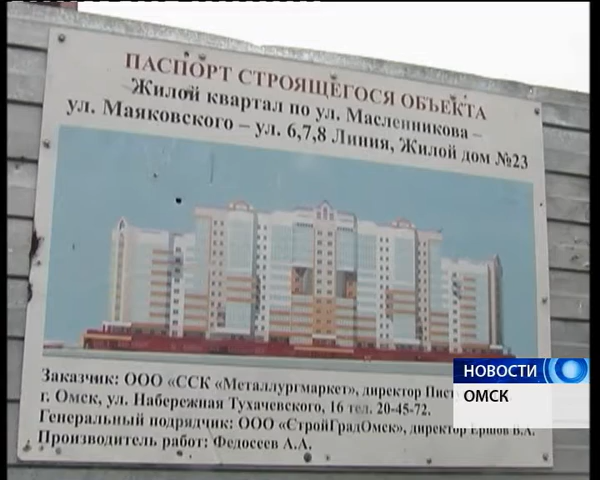 ПАСПОРТ СТРОЯЩЕГОСЯ ОБЪЕКТА
Жилой квартал по ул. Масленникова –
ул. Маяковского – ул. 6,7,8 Линия, Жилой дом №23
Заказчик: ООО «ССК «Металлургмаркет», директор
г. Омск, ул. Набережная Тухачевского, 16 тел. 20-45-72.
Генеральный подрядчик: ООО «СтройГрадОмск», директор Ершов В.А.
Производитель работ: Федосеев А.А.
НОВОСТИ
ОМСК